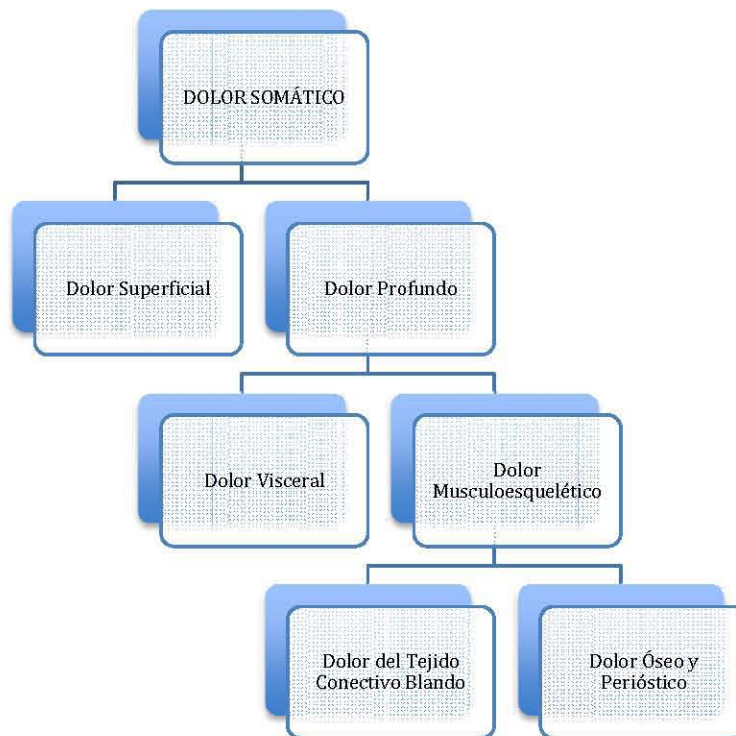 DOLOR SOMÁTICO
Dolor Superficial
Dolor Profundo
Dolor Visceral
Dolor
Musculoesquelético
Dolor del Tejido
Conectivo Blando
Dolor Óseo y
Perióstico